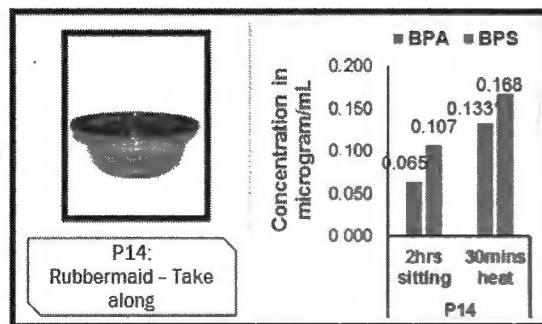 P14:
Rubbermaid – Take
along
■ BPA ■ BPS
Concentration in
microgram/mL
0.200
0.150
0.100
0.050
0.000
0.065
0.107
0.133
0.168
2hrs
sitting
30mins
heat
P14